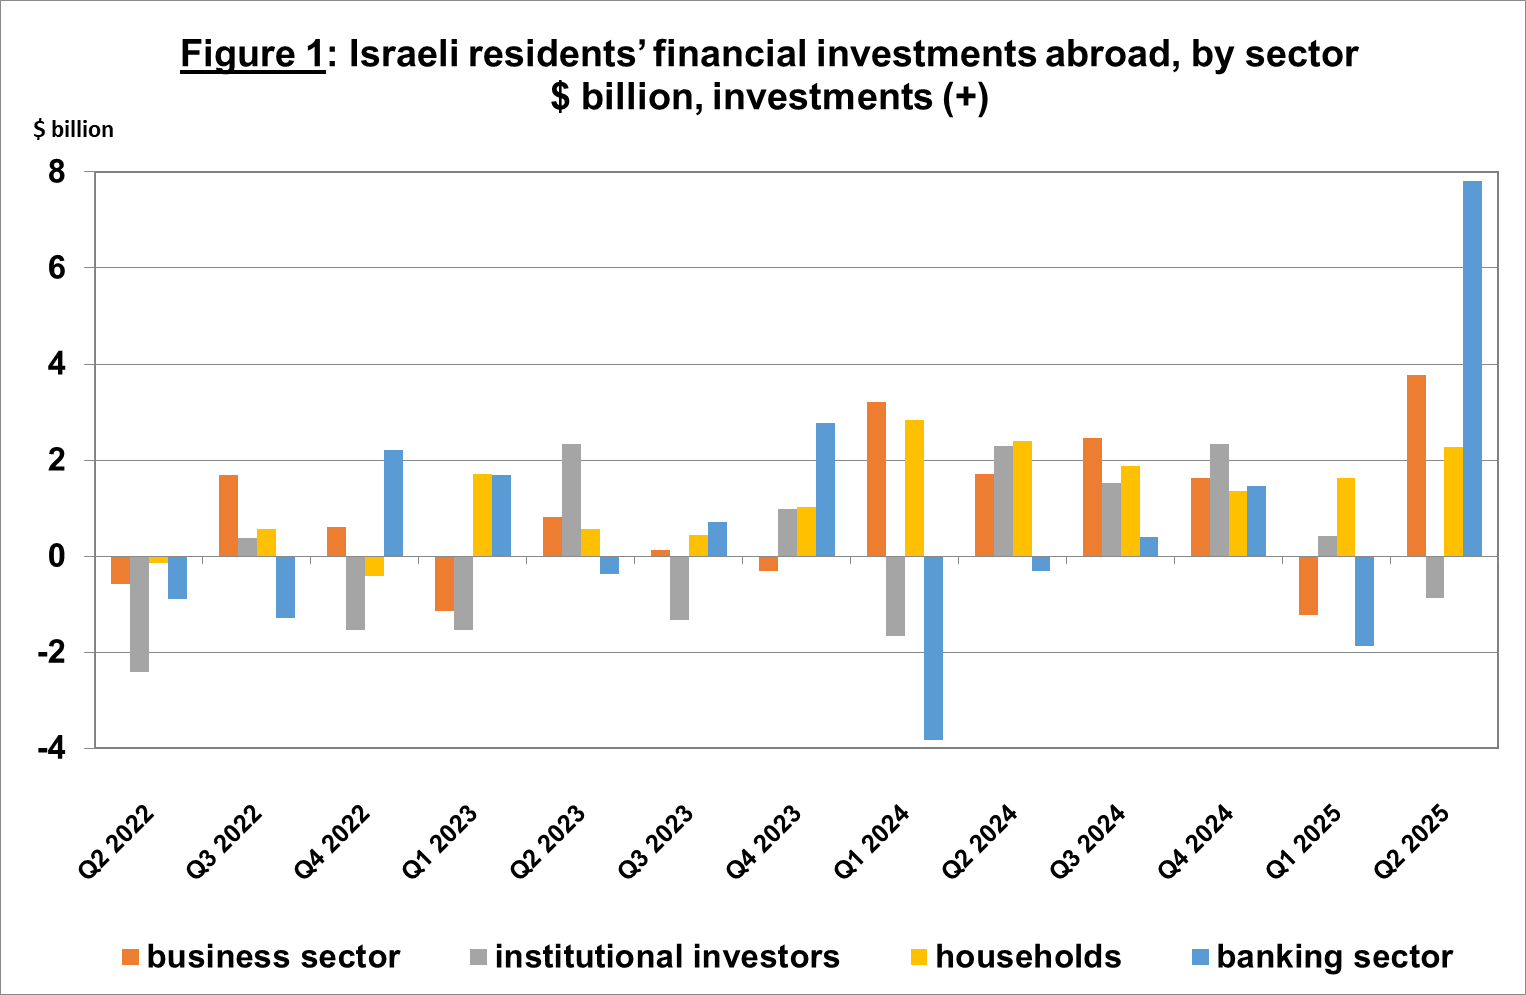 Figure 1: Israeli residents’ financial investments abroad, by sector
$ billion, investments (+)
$ billion
8
6
4
2
0
-2
-4
Q2 2022
Q3 2022
Q4 2022
Q1 2023
Q2 2023
Q3 2023
Q4 2023
Q1 2024
Q2 2024
Q3 2024
Q4 2024
Q1 2025
Q2 2025
business sector
institutional investors
households
banking sector